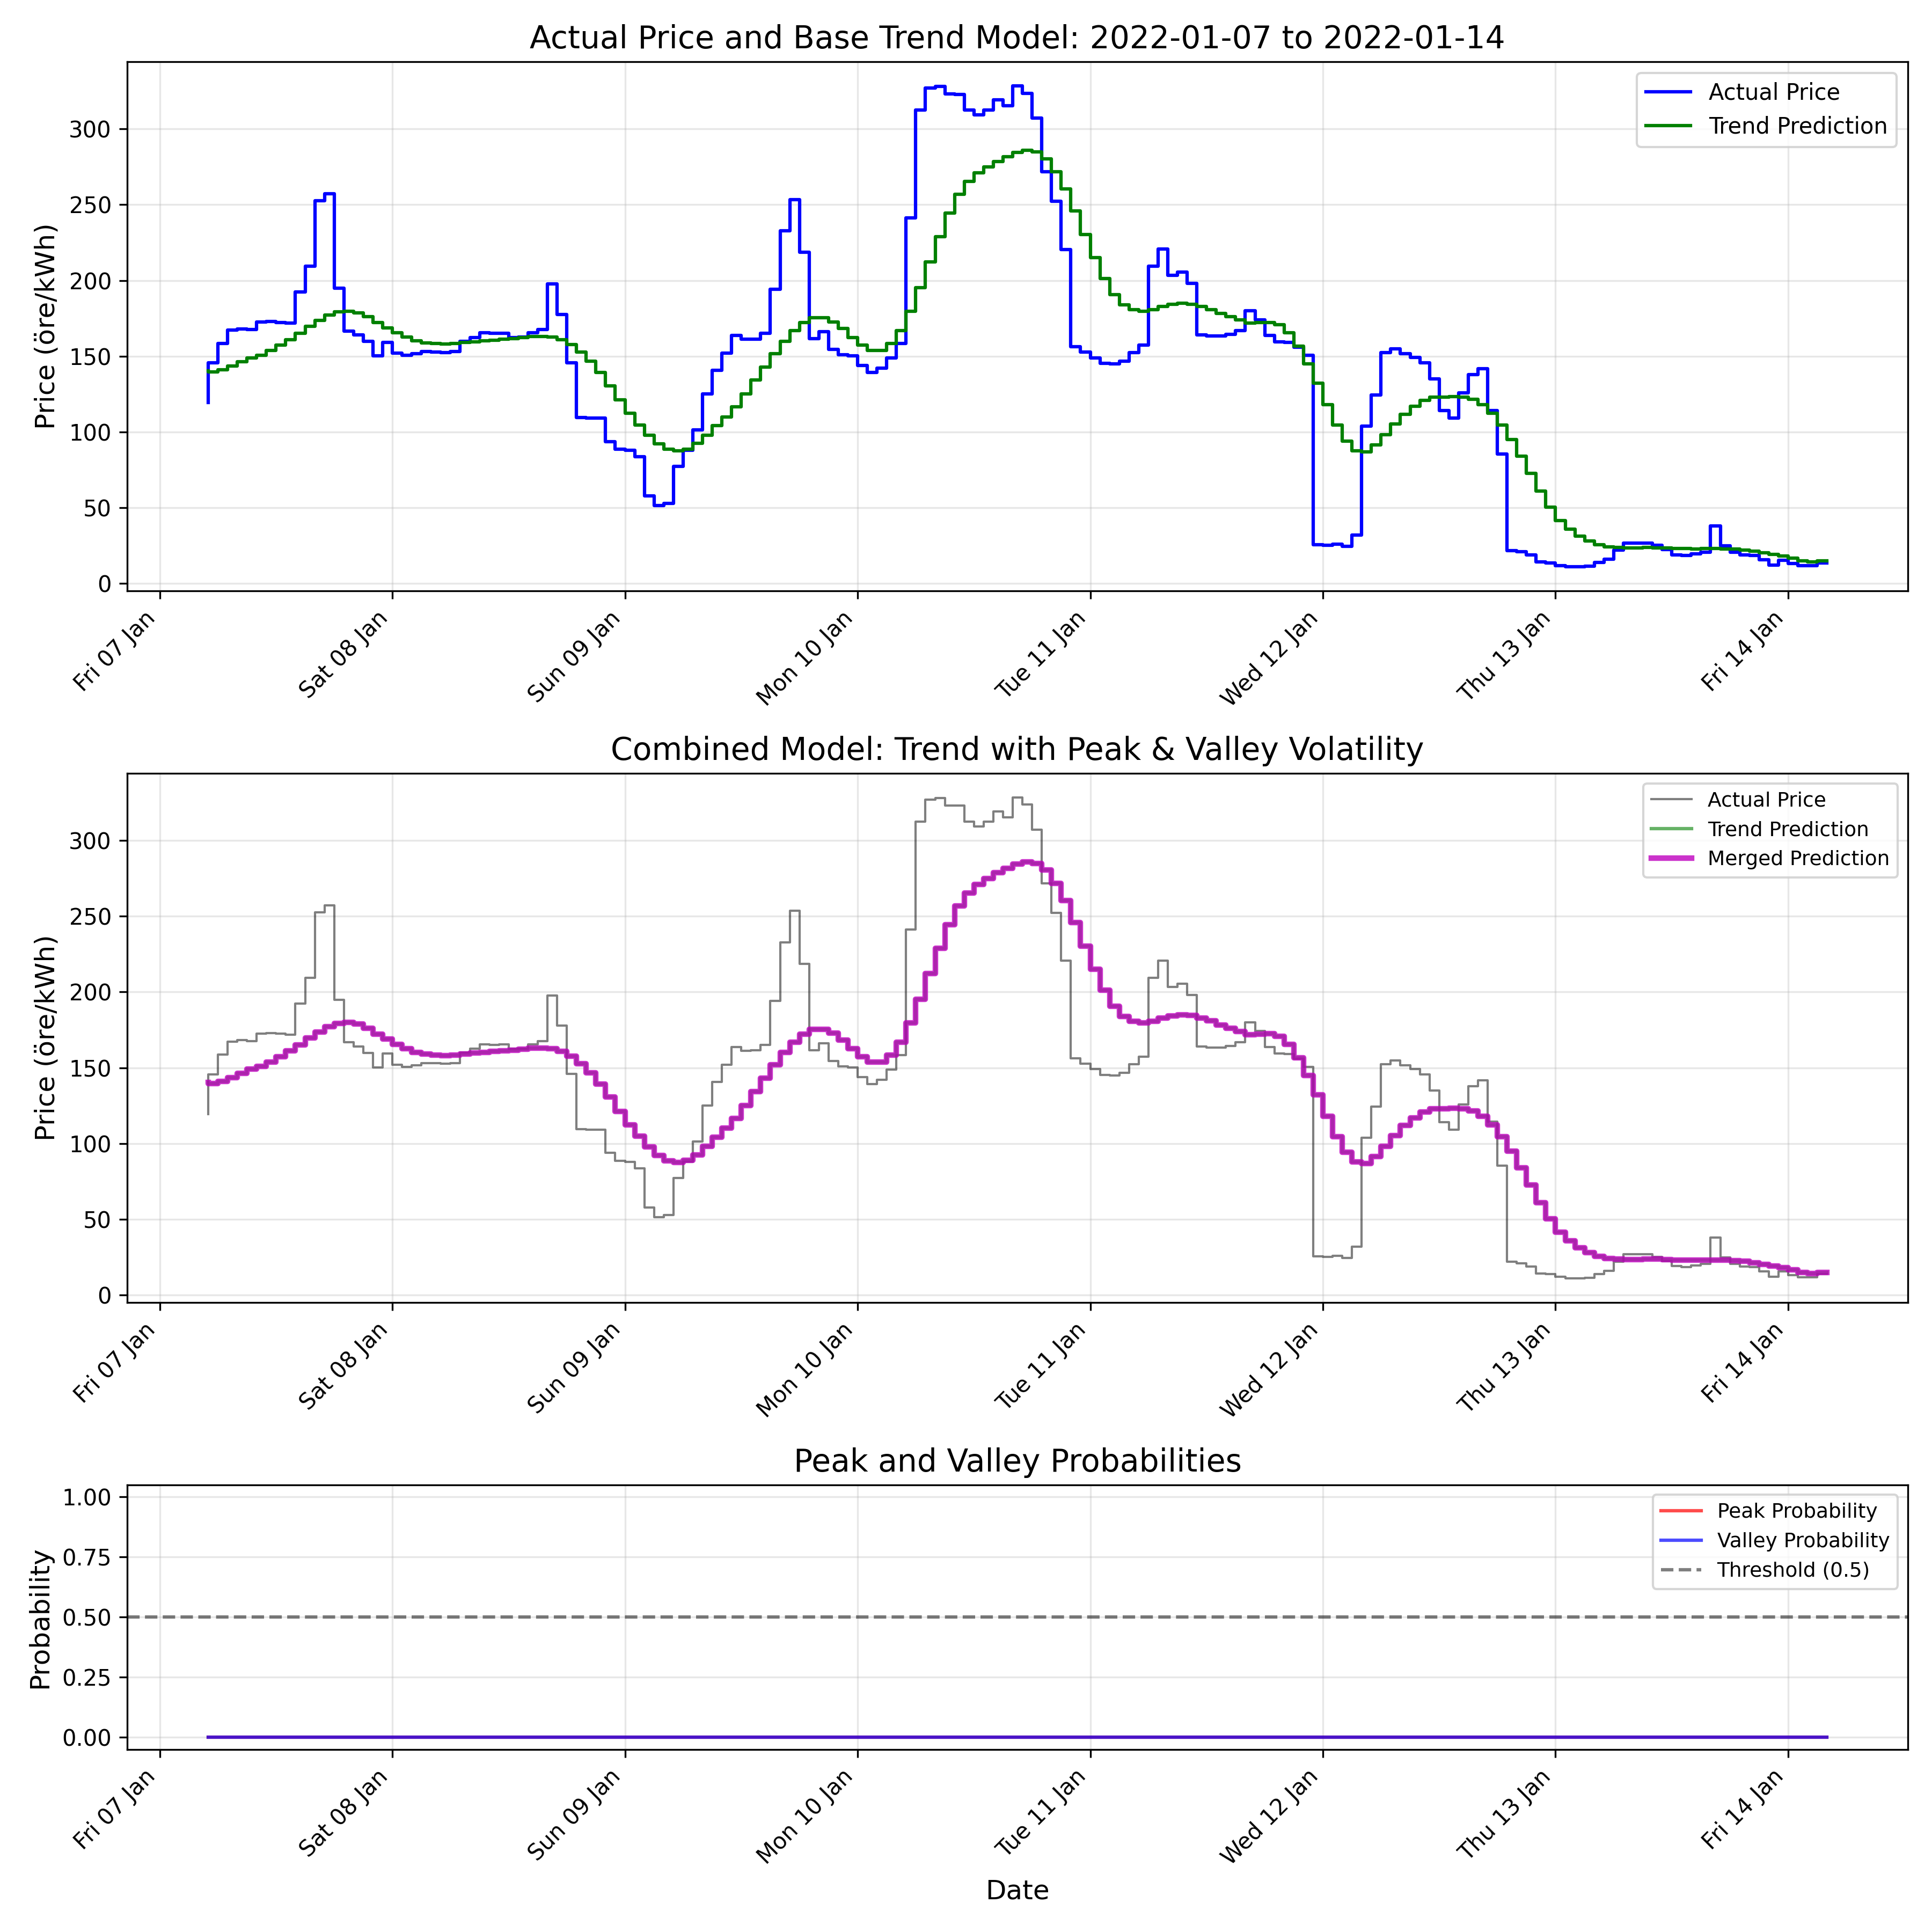 Actual Price and Base Trend Model: 2022-01-07 to 2022-01-14
Price (öre/kWh)
300
250
200
150
100
50
0
Actual Price
Trend Prediction
Fri 07 Jan
Sat 08 Jan
Sun 09 Jan
Mon 10 Jan
Tue 11 Jan
Wed 12 Jan
Thu 13 Jan
Fri 14 Jan
Combined Model: Trend with Peak & Valley Volatility
Price (öre/kWh)
300
250
200
150
100
50
0
Actual Price
Trend Prediction
Merged Prediction
Fri 07 Jan
Sat 08 Jan
Sun 09 Jan
Mon 10 Jan
Tue 11 Jan
Wed 12 Jan
Thu 13 Jan
Fri 14 Jan
Peak and Valley Probabilities
Probability
1.00
0.75
0.50
0.25
0.00
Peak Probability
Valley Probability
Threshold (0.5)
Fri 07 Jan
Sat 08 Jan
Sun 09 Jan
Mon 10 Jan
Tue 11 Jan
Wed 12 Jan
Thu 13 Jan
Fri 14 Jan
Date